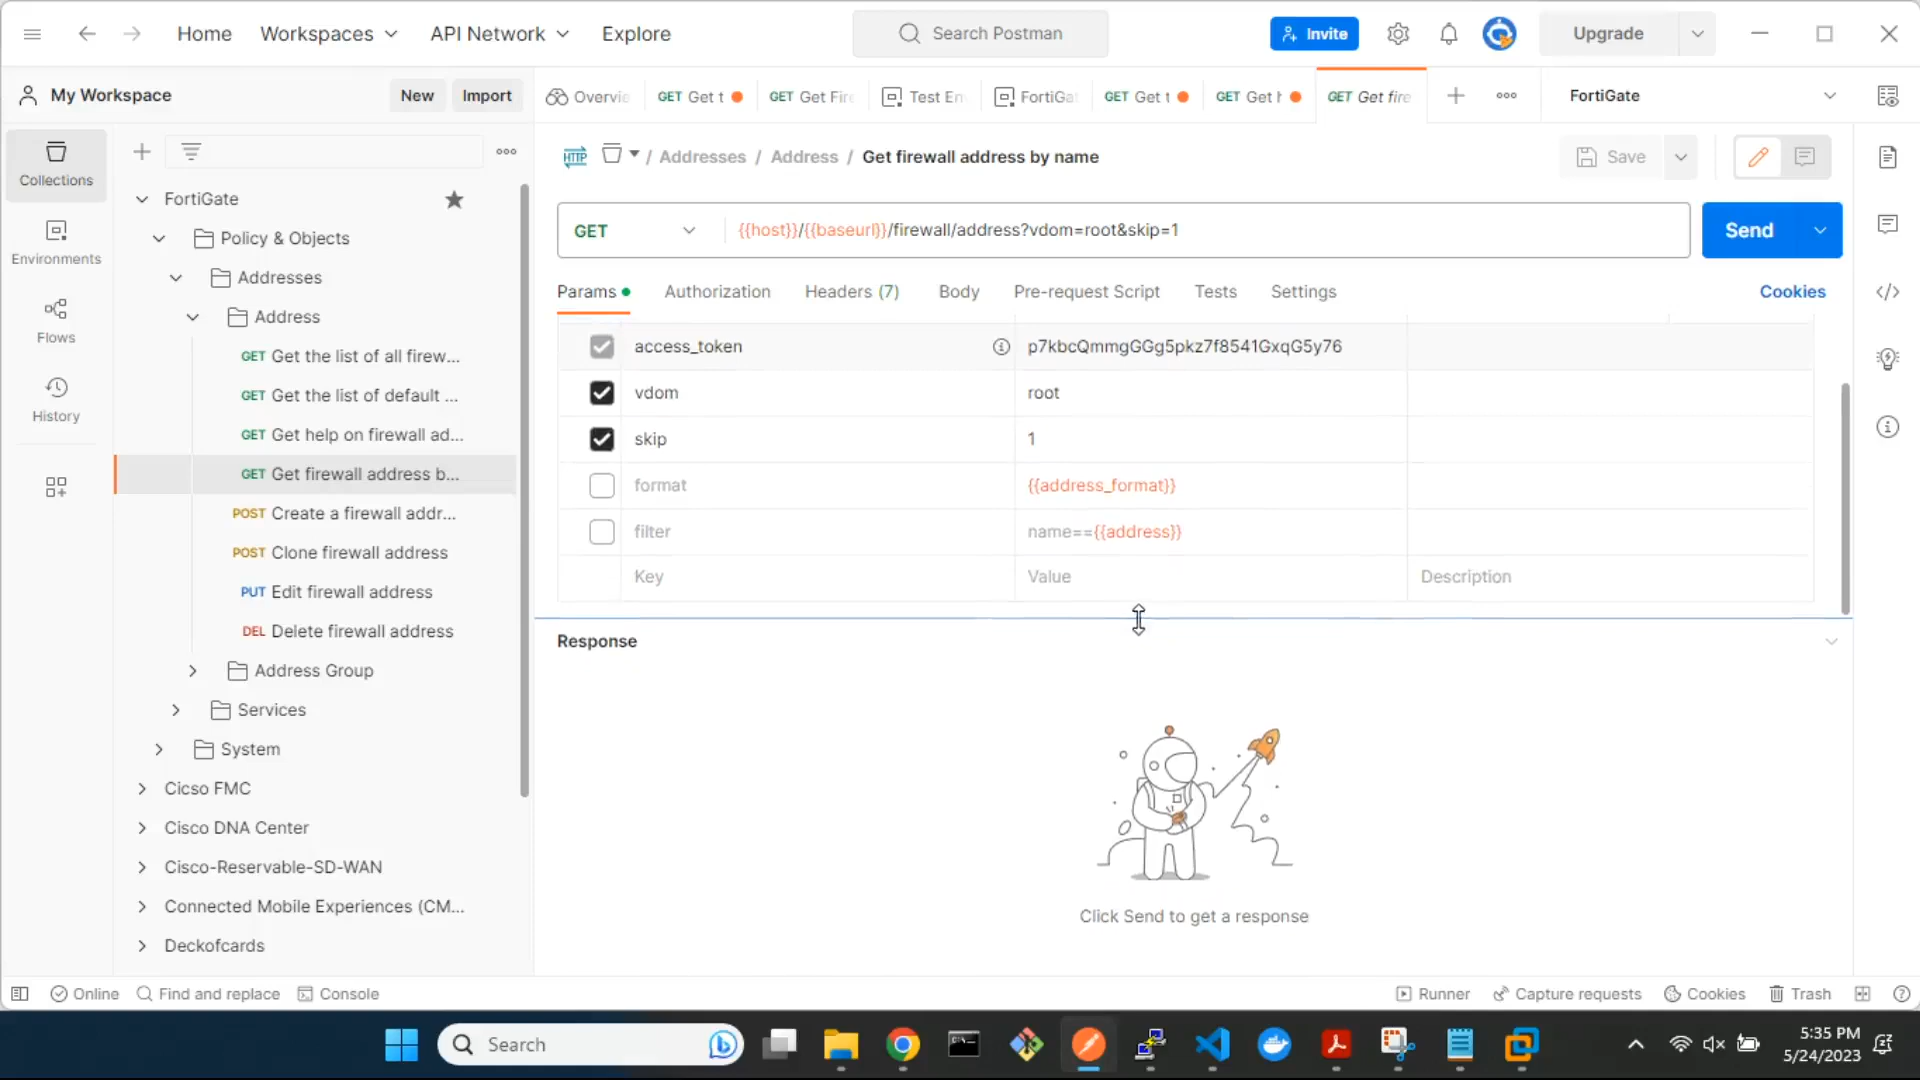 Home Workspaces API Network Explore Search Postman Invite Upgrade
My Workspace New Import Overvie GET Get t GET Get Fire Test En FortiGa GET Get t GET Get h GET Get fire FortiGate
Collections
Environments
Flows
History
FortiGate
Policy & Objects
Addresses
Address
GET Get the list of all firew...
GET Get the list of default ...
GET Get help on firewall ad...
GET Get firewall address b...
POST Create a firewall addr...
POST Clone firewall address
PUT Edit firewall address
DEL Delete firewall address
Address Group
Services
System
Cicso FMC
Cisco DNA Center
Cisco-Reservable-SD-WAN
Connected Mobile Experiences (CM...
Deckofcards
HTTP / Addresses / Address / Get firewall address by name Save
GET {{host}}/{{baseurl}}/firewall/address?vdom=root&skip=1 Send
Params Authorization Headers (7) Body Pre-request Script Tests Settings Cookies
access_token p7kbcQmmgGGg5pkz7f8541GxqG5y76
vdom root
skip 1
format {{address_format}}
filter name=={{address}}
Key Value Description
Response
Click Send to get a response
Online Find and replace Console Runner Capture requests Cookies Trash
Search
5:35 PM
5/24/2023